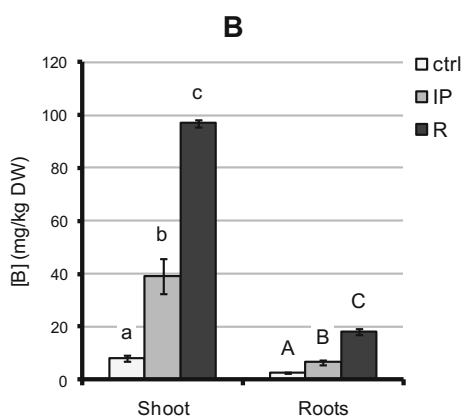 B
ctrl
IP
R
[B] (mg/kg DW)
120
100
80
60
40
20
0
a
b
c
A
B
C
Shoot
Roots